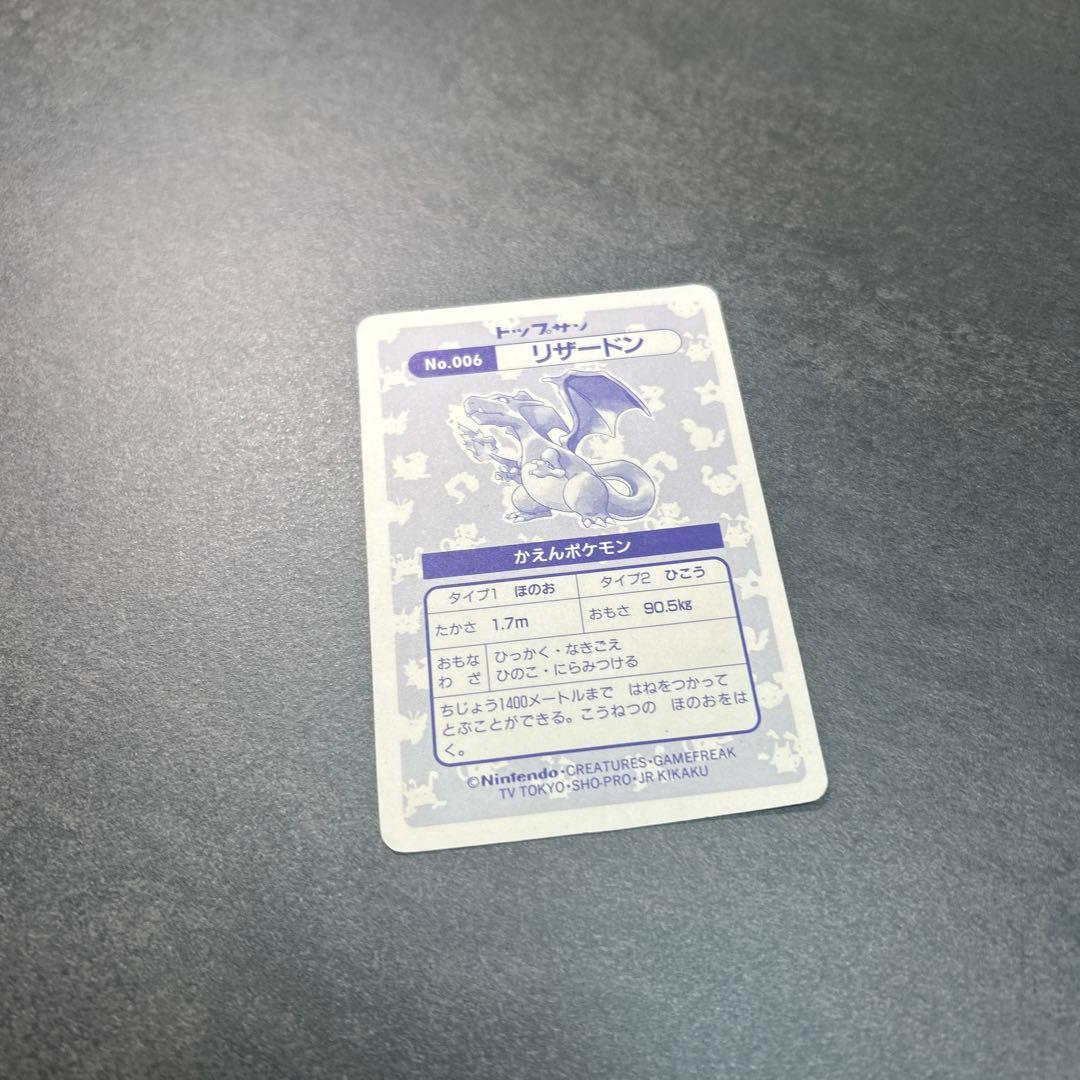 トップサン
No.006 リザードン
かえんポケモン
タイプ1 ほのお タイプ2 ひこう
たかさ 1.7m おもさ 90.5kg
おもな ひっかく・なきごえ
わざ ひのこ・にらみつける
ちじょう1400メートルまで はねをつかって
とぶことができる。こうねつの ほのおをは
く。
©Nintendo・CREATURES・GAMEFREAK
TV TOKYO・SHO-PRO・JR KIKAKU